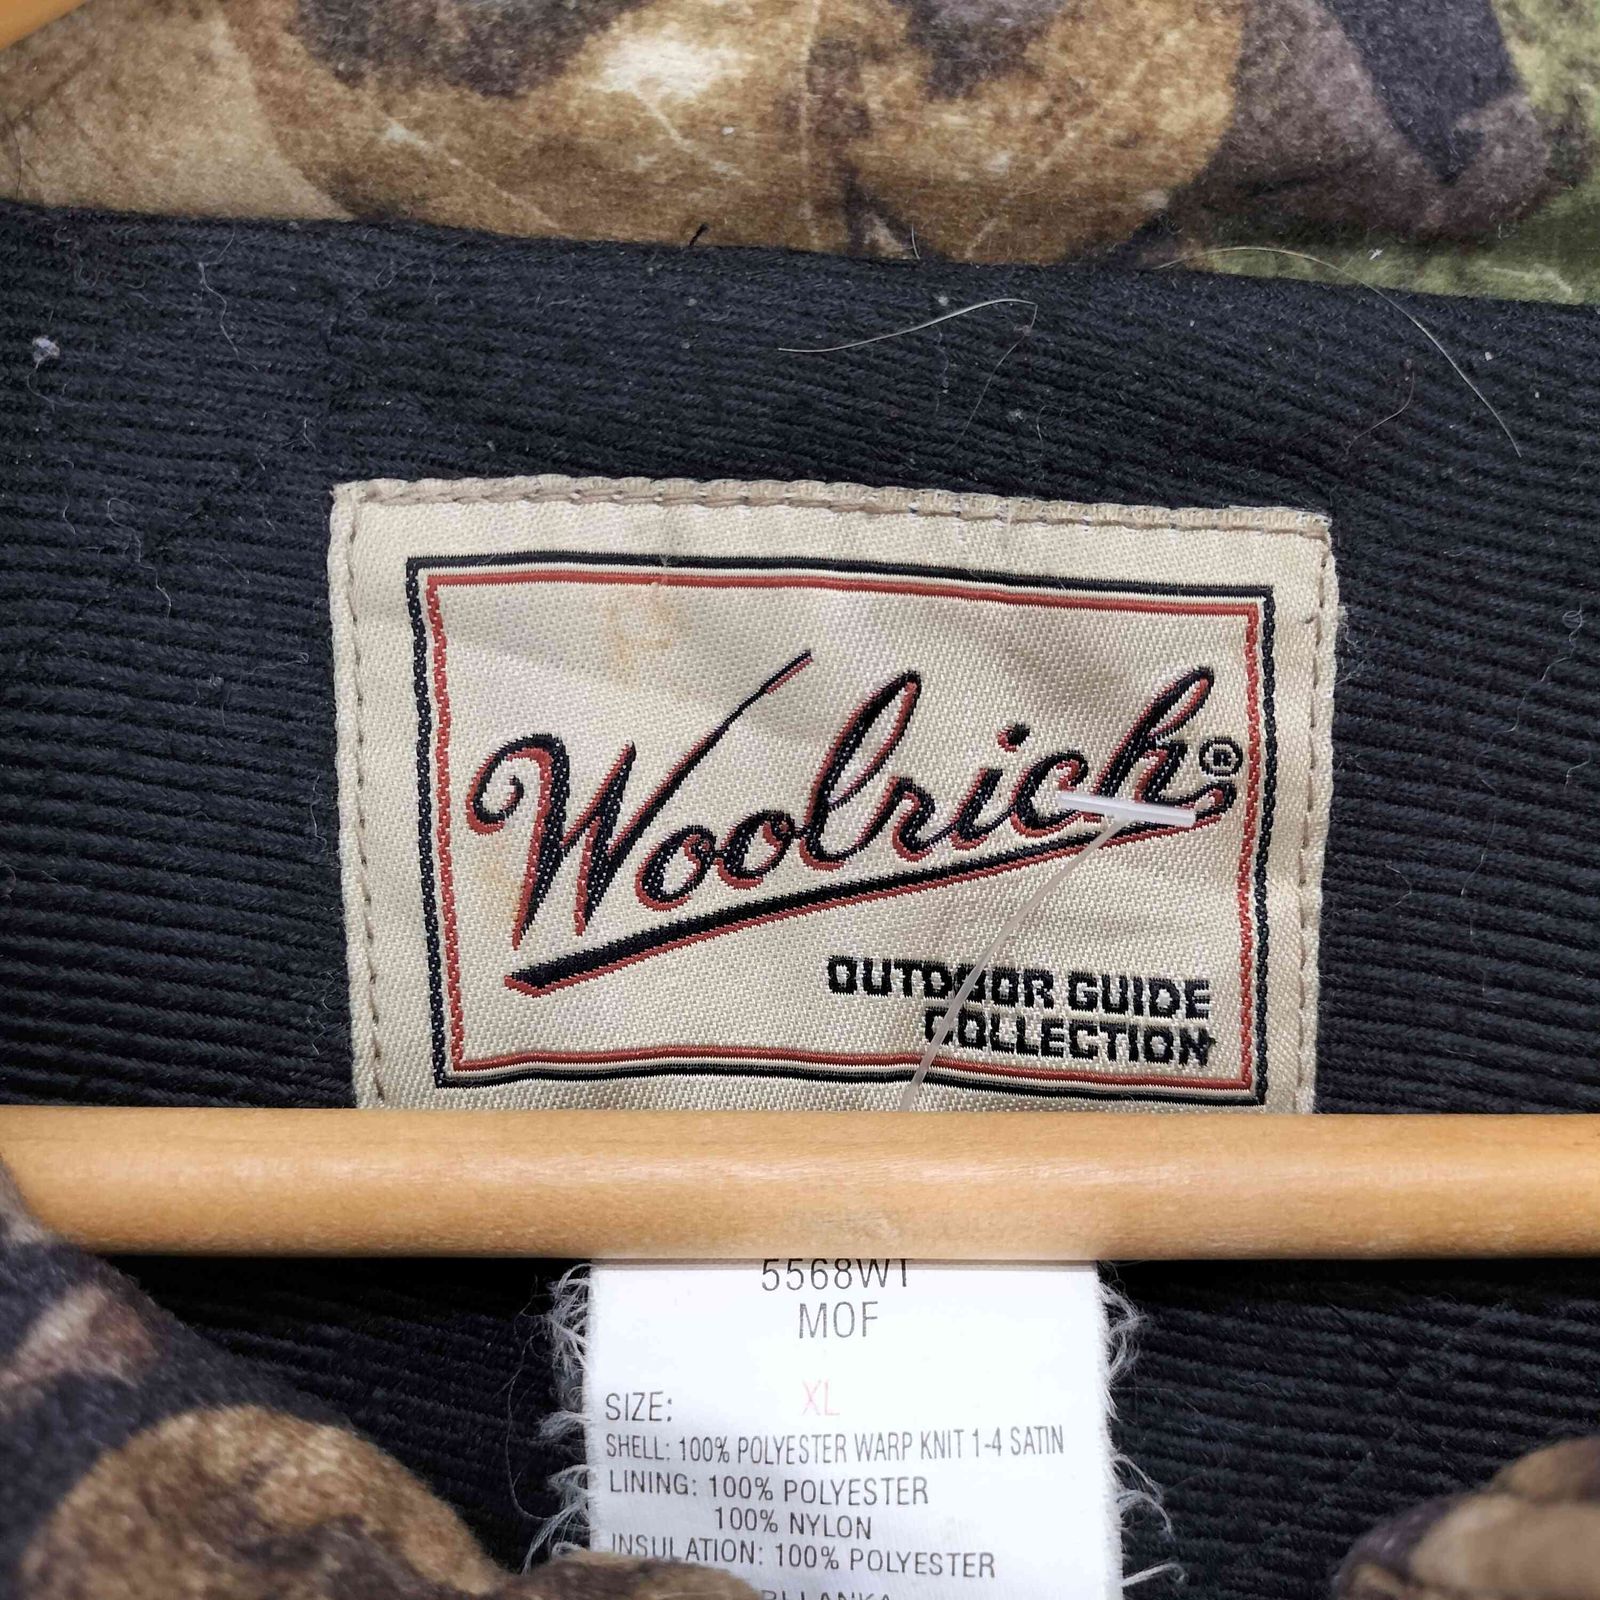 Woolrich®
OUTDOOR GUIDE
COLLECTION
5568WT
MOF
SIZE: XL
SHELL: 100% POLYESTER WARP KNIT 1-4 SATIN
LINING: 100% POLYESTER
100% NYLON
INSULATION: 100% POLYESTER